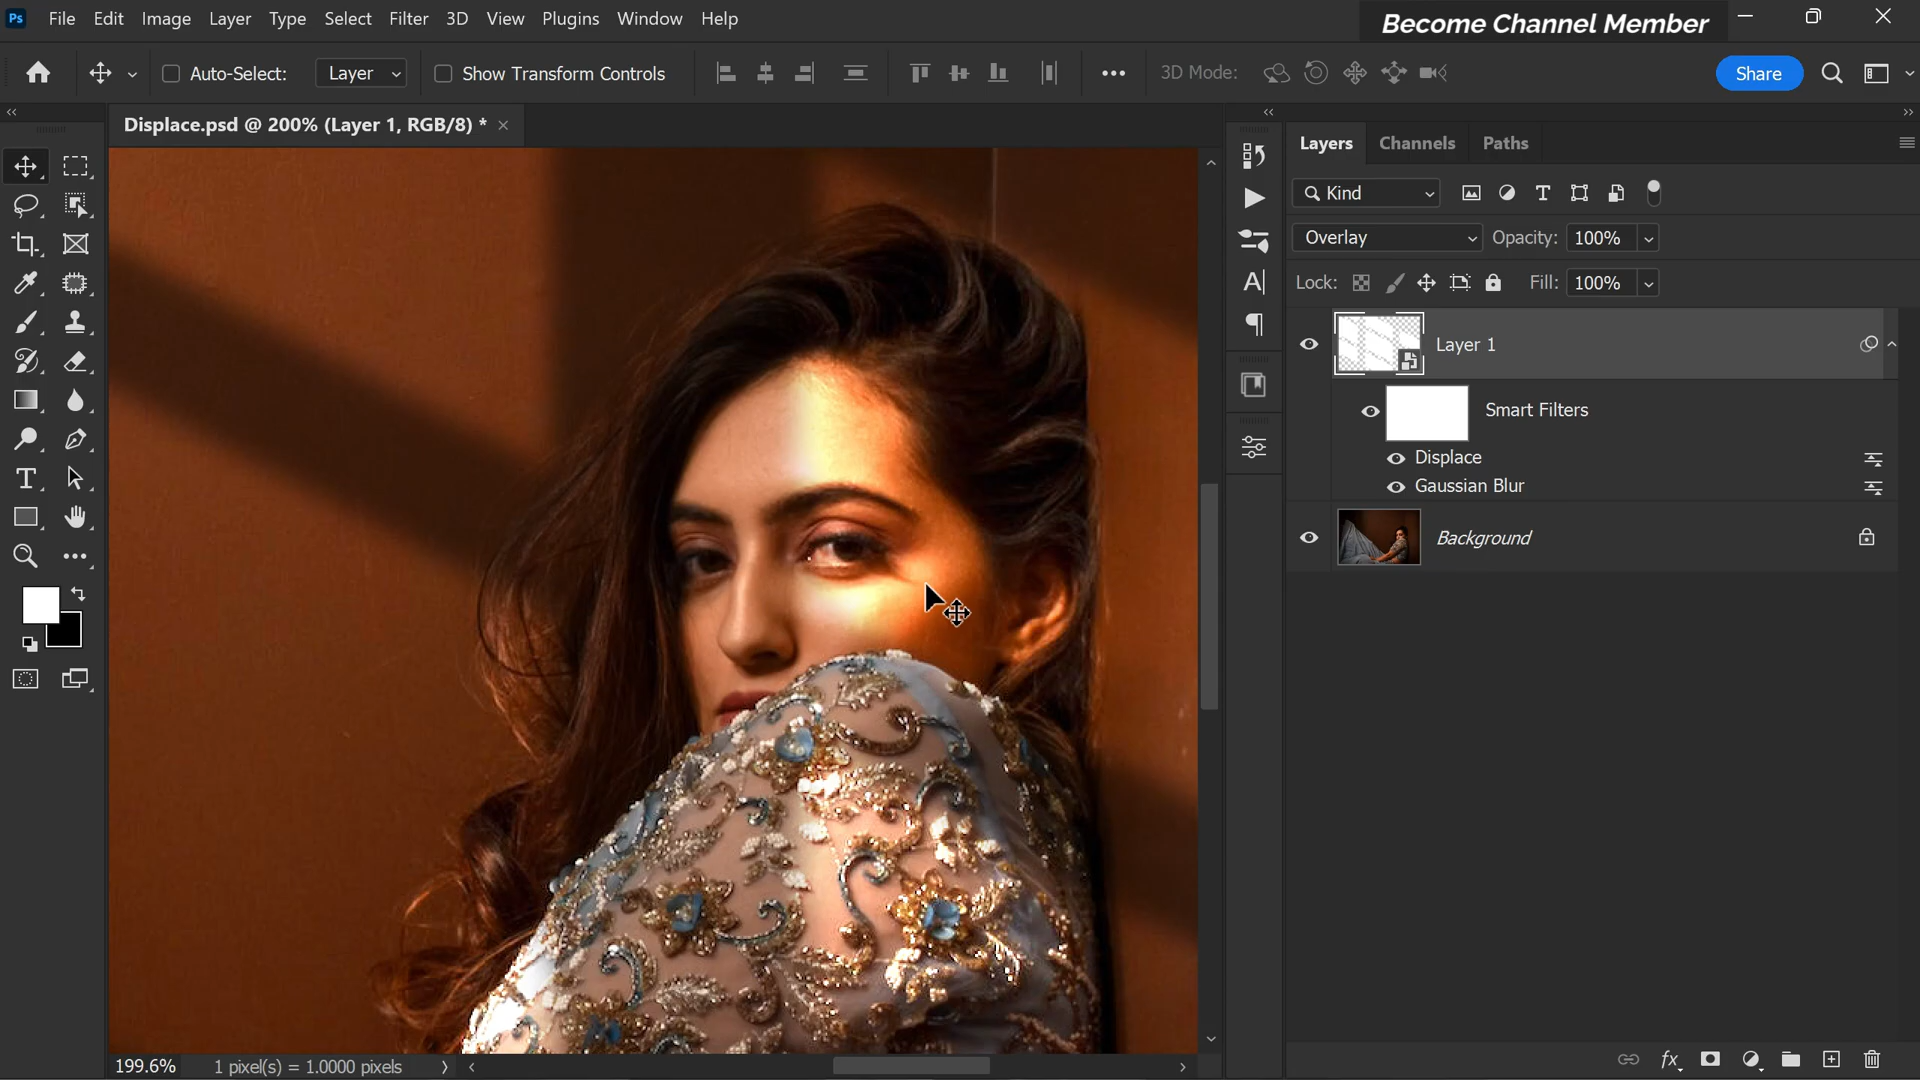 Ps File Edit Image Layer Type Select Filter 3D View Plugins Window Help Become Channel Member
Auto-Select: Layer Show Transform Controls 3D Mode: Share
Displace.psd @ 200% (Layer 1, RGB/8) *
Layers Channels Paths
Kind
Overlay Opacity: 100%
Lock: Fill: 100%
Layer 1
Smart Filters
Displace
Gaussian Blur
Background
199.6% 1 pixel(s) = 1.0000 pixels
fx